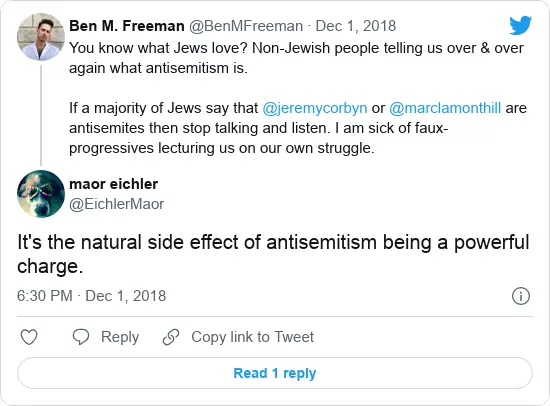 Ben M. Freeman @BenMFreeman · Dec 1, 2018
You know what Jews love? Non-Jewish people telling us over & over
again what antisemitism is.
If a majority of Jews say that @jeremycorbyn or @marclamonthill are
antisemites then stop talking and listen. I am sick of faux-
progressives lecturing us on our own struggle.
maor eichler
@EichlerMaor
It's the natural side effect of antisemitism being a powerful
charge.
6:30 PM · Dec 1, 2018
Reply
Copy link to Tweet
Read 1 reply